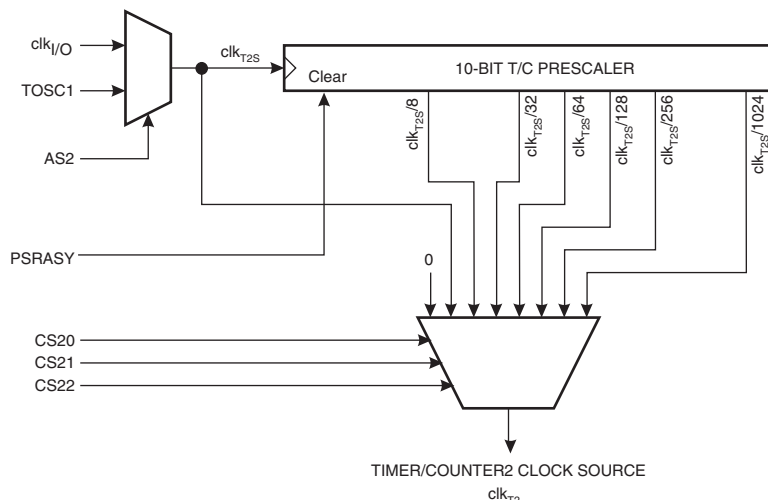 clkI/O
clkT2S
TOSC1
10-BIT T/C PRESCALER
Clear
clkT2S/8
clkT2S/32
clkT2S/64
clkT2S/128
clkT2S/256
clkT2S/1024
AS2
PSRASY
0
CS20
CS21
CS22
TIMER/COUNTER2 CLOCK SOURCE
clkT2